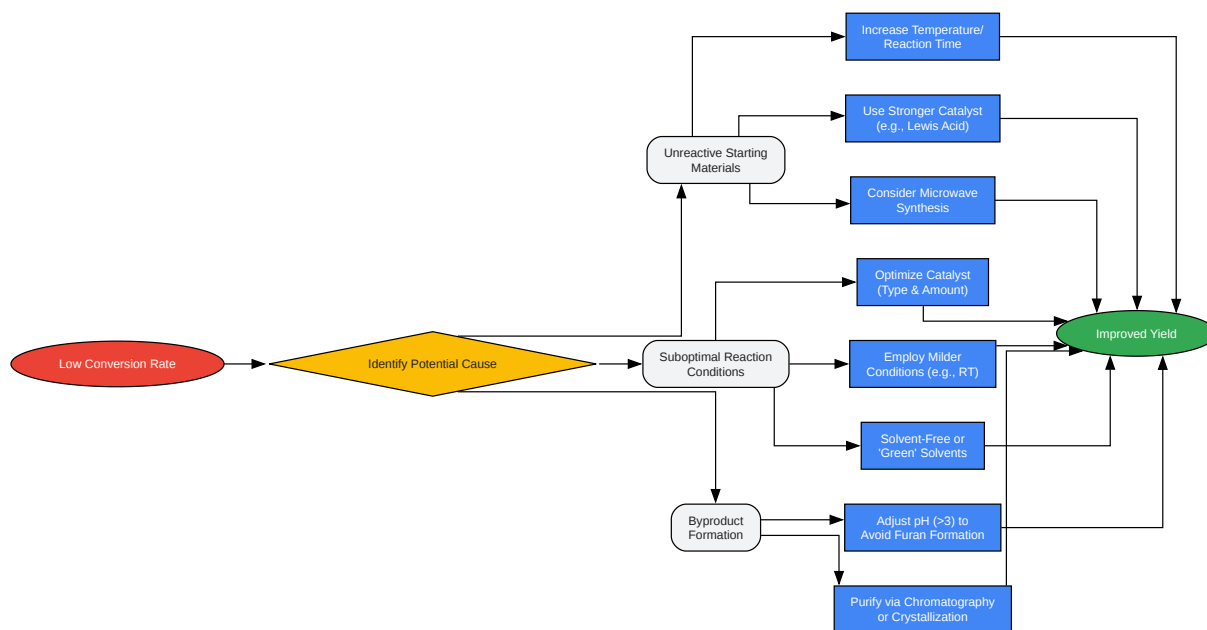 Low Conversion Rate
Identify Potential Cause
Unreactive Starting
Materials
Suboptimal Reaction
Conditions
Byproduct
Formation
Increase Temperature/
Reaction Time
Use Stronger Catalyst
(e.g., Lewis Acid)
Consider Microwave
Synthesis
Optimize Catalyst
(Type & Amount)
Employ Milder
Conditions (e.g., RT)
Solvent-Free or
'Green' Solvents
Adjust pH (>3) to
Avoid Furan Formation
Purify via Chromatography
or Crystallization
Improved Yield